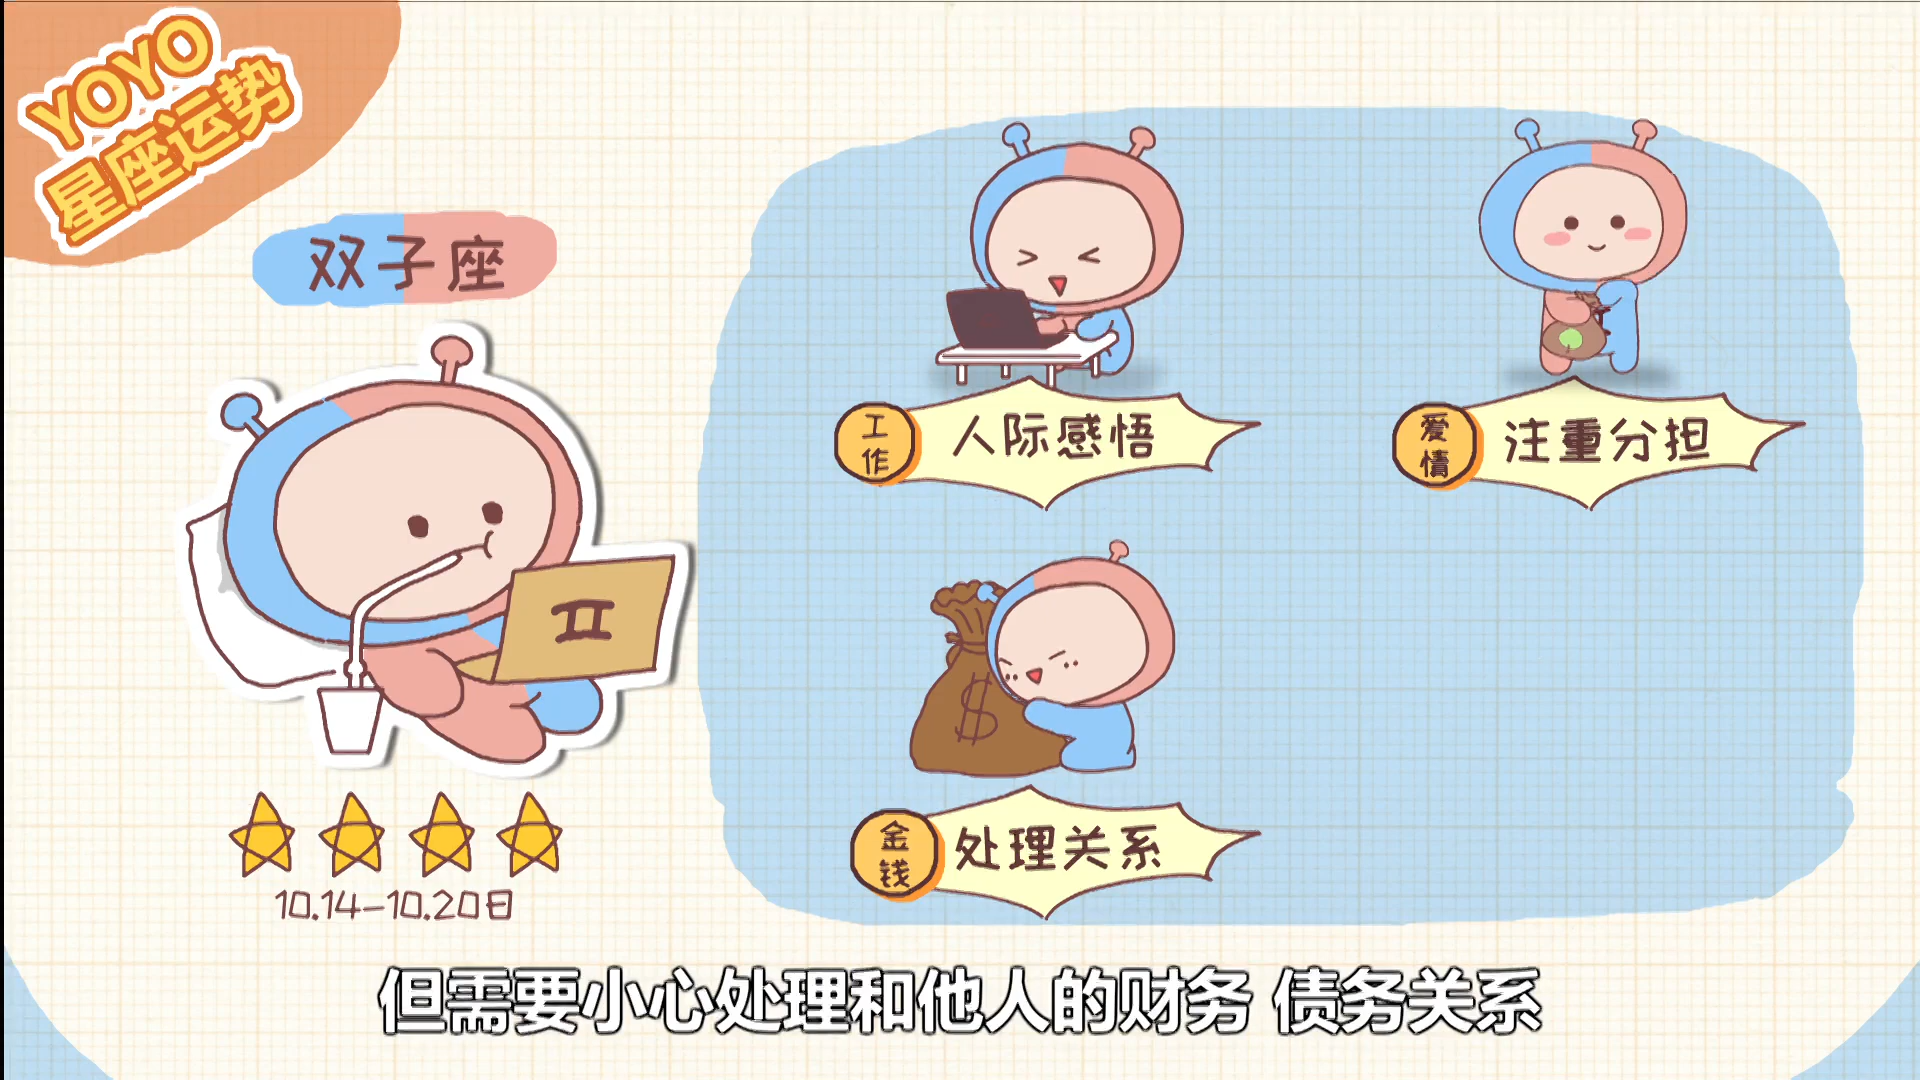 YOYO
星座运势
双子座
II
10.14-10.20日
工作
人际感悟
爱情
注重分担
$
金钱
处理关系
但需要小心处理和他人的财务 债务关系